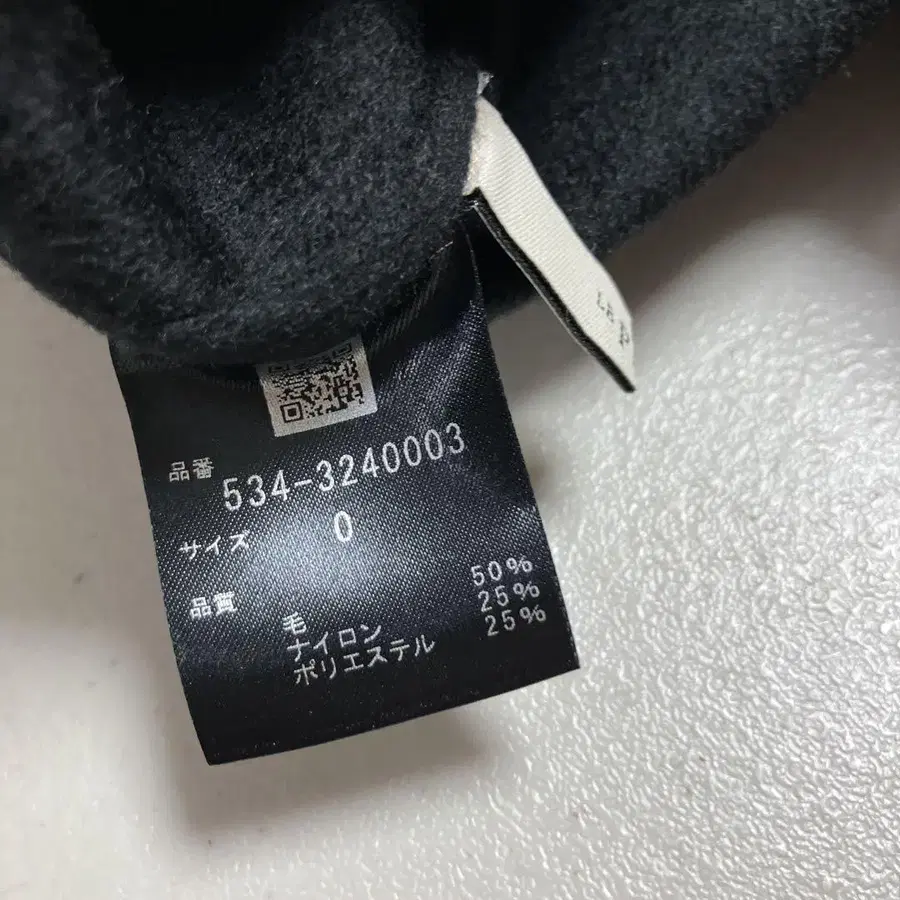 品番
534-3240003
サイズ 0
品質
毛 50%
ナイロン 25%
ポリエステル 25%